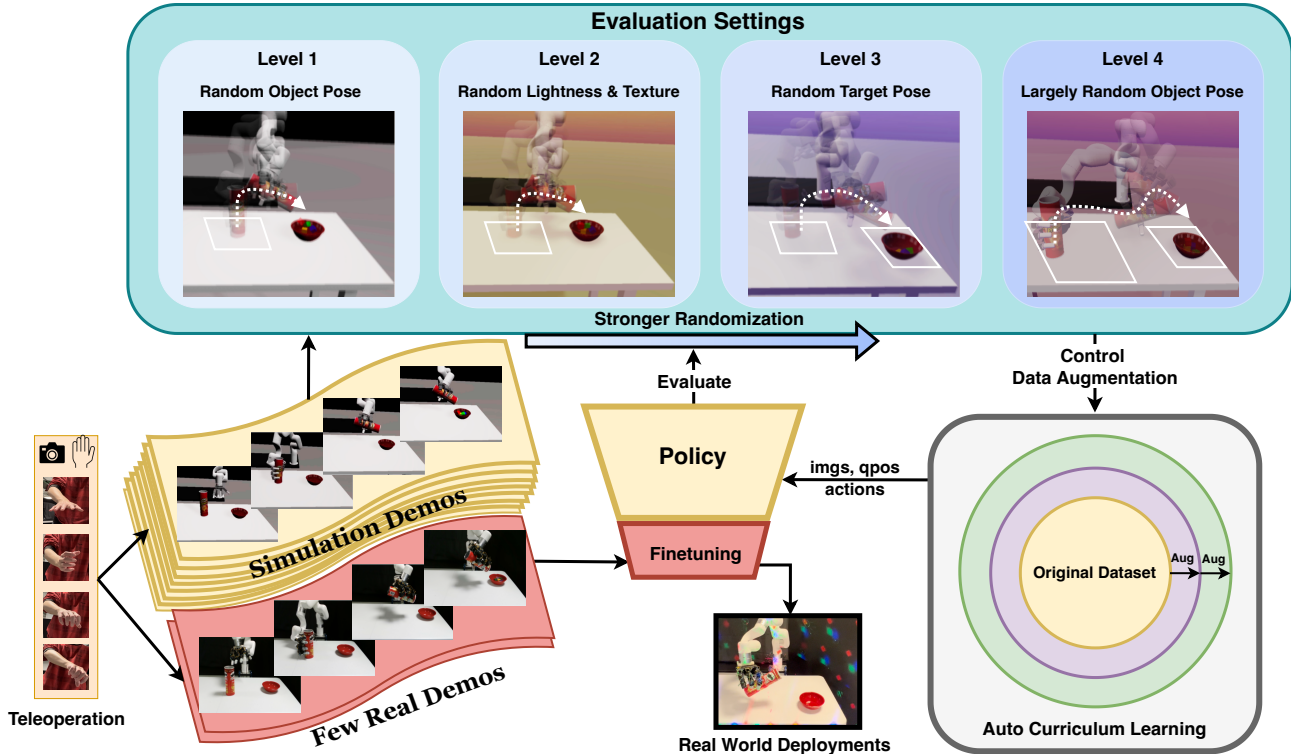 Evaluation Settings
Level 1
Random Object Pose
Level 2
Random Lightness & Texture
Level 3
Random Target Pose
Level 4
Largely Random Object Pose
Stronger Randomization
Evaluate
Control
Data Augmentation
Teleoperation
Simulation Demos
Few Real Demos
Policy
Finetuning
imgs, qpos
actions
Real World Deployments
Original Dataset
Aug
Aug
Auto Curriculum Learning